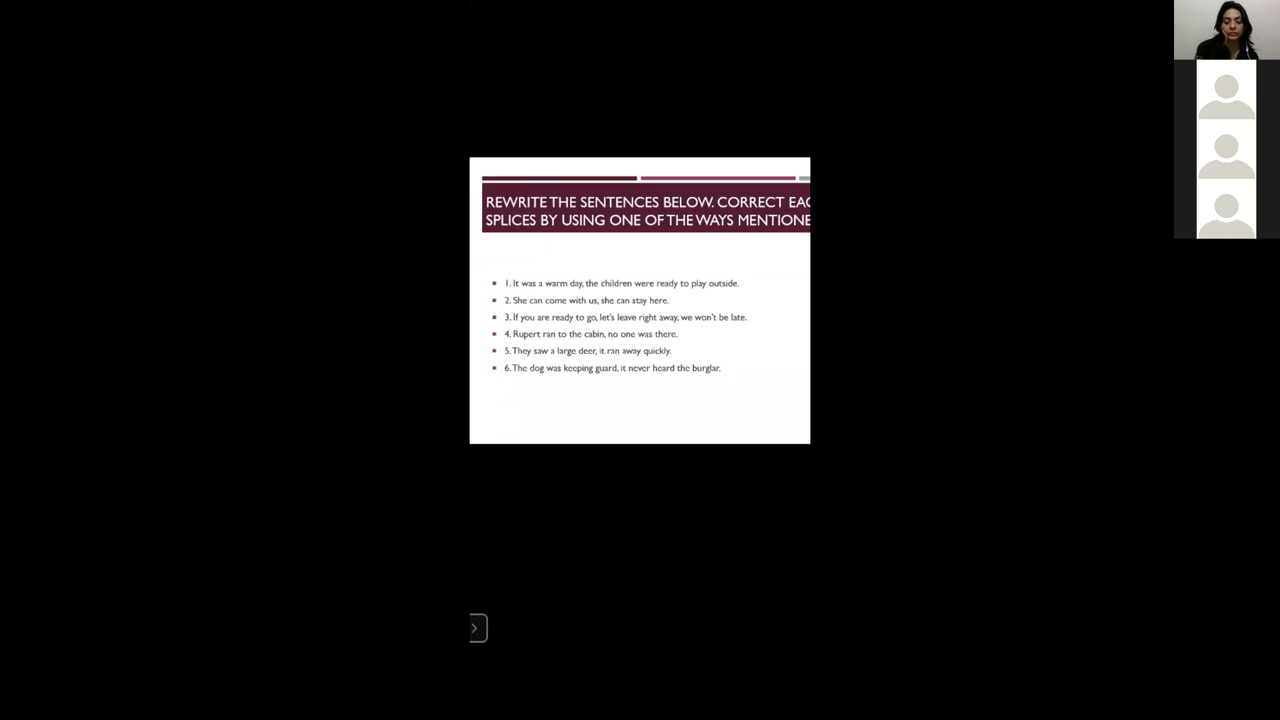 REWRITE THE SENTENCES BELOW. CORRECT
SPLICES BY USING ONE OF THE WAYS
1. It was a warm day, the children were ready to play outside.
2. She can come with us, she can stay here.
3. If you are ready to go, let's leave right away, we won't be late.
4. Rupert ran to the cabin, no one was there.
5. They saw a large deer, it ran away quickly.
6. The dog was keeping guard, it never heard the burglar.